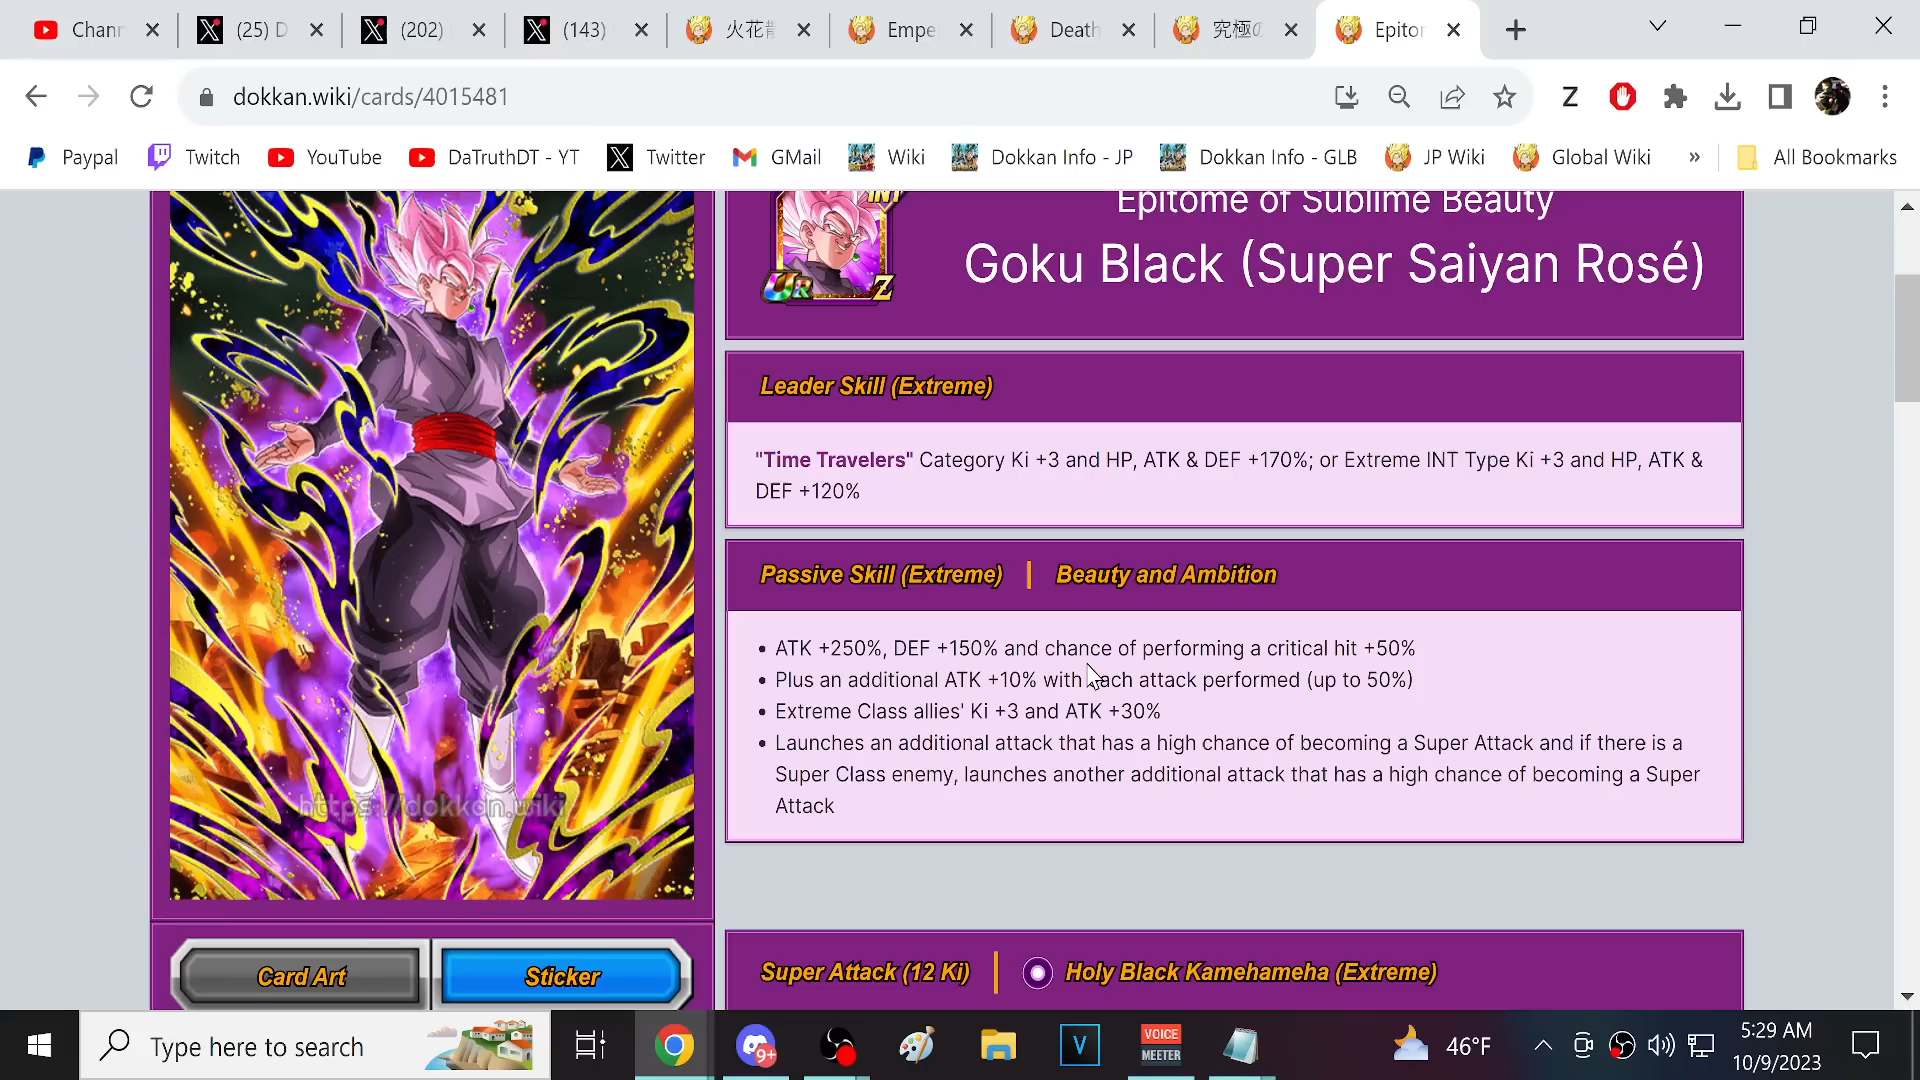 Chann
(25) D
(202)
(143)
火花散
Empe
Death
究極の
Epitor
dokkan.wiki/cards/4015481
Z
Paypal
Twitch
YouTube
DaTruthDT - YT
Twitter
GMail
Wiki
Dokkan Info - JP
Dokkan Info - GLB
JP Wiki
Global Wiki
»
All Bookmarks
INT
UR
Z
Epitome of Sublime Beauty
Goku Black (Super Saiyan Rosé)
Leader Skill (Extreme)
"Time Travelers" Category Ki +3 and HP, ATK & DEF +170%; or Extreme INT Type Ki +3 and HP, ATK &
DEF +120%
Passive Skill (Extreme) | Beauty and Ambition
• ATK +250%, DEF +150% and chance of performing a critical hit +50%
• Plus an additional ATK +10% with each attack performed (up to 50%)
• Extreme Class allies' Ki +3 and ATK +30%
• Launches an additional attack that has a high chance of becoming a Super Attack and if there is a
Super Class enemy, launches another additional attack that has a high chance of becoming a Super
Attack
https://dokkan.wiki
Card Art
Sticker
Super Attack (12 Ki) | Holy Black Kamehameha (Extreme)
Type here to search
9+
V
VOICE
MEETER
46°F
5:29 AM
10/9/2023